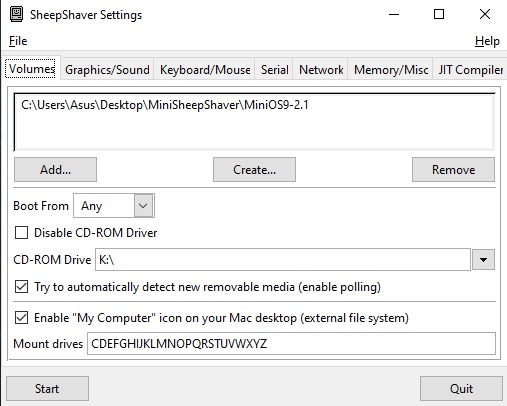 SheepShaver Settings
File Help
Volumes Graphics/Sound Keyboard/Mouse Serial Network Memory/Misc JIT Compiler
C:\Users\Asus\Desktop\MiniSheepShaver\MiniOS9-2.1
Add... Create... Remove
Boot From Any
Disable CD-ROM Driver
CD-ROM Drive K:\
Try to automatically detect new removable media (enable polling)
Enable "My Computer" icon on your Mac desktop (external file system)
Mount drives CDEFGHIJKLMNOPQRSTUVWXYZ
Start Quit